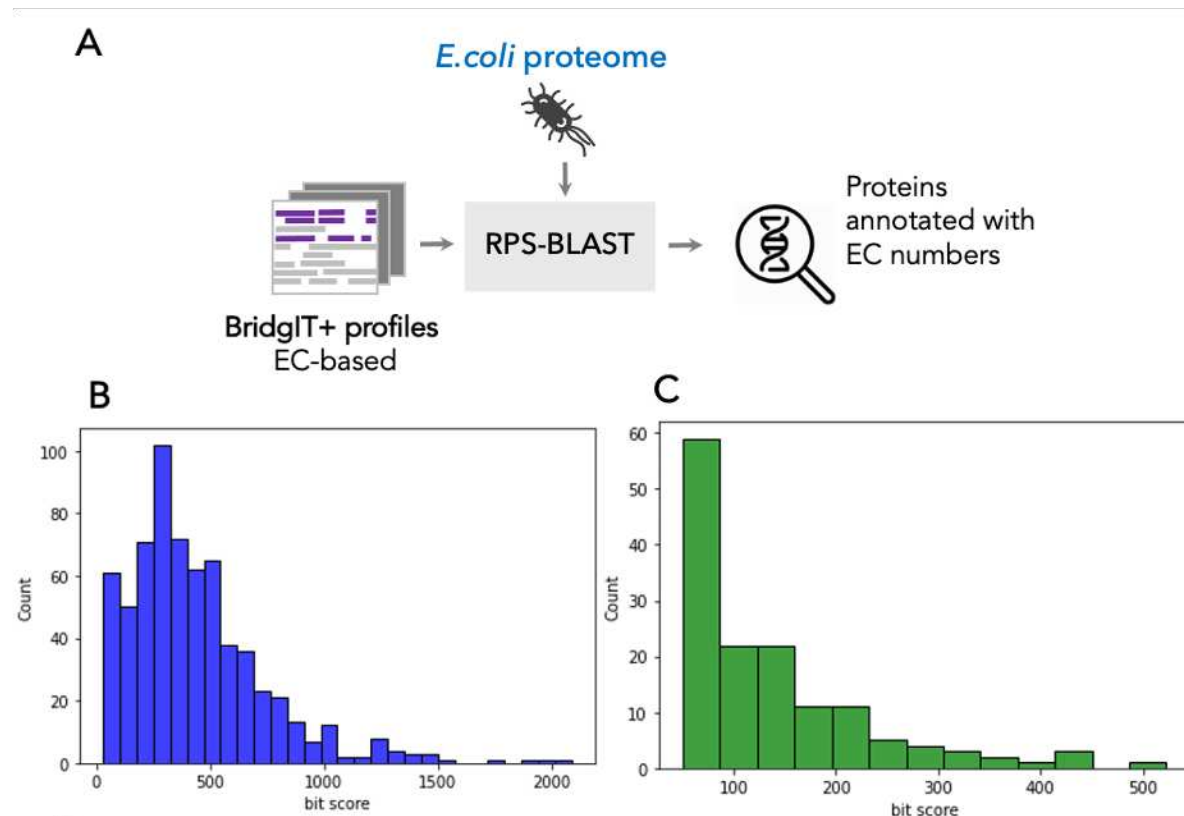 A
E.coli proteome
BridgIT+ profiles
EC-based
RPS-BLAST
Proteins
annotated with
EC numbers
B
100
80
60
40
20
0
Count
0 500 1000 1500 2000
bit score
C
60
50
40
30
20
10
0
Count
100 200 300 400 500
bit score